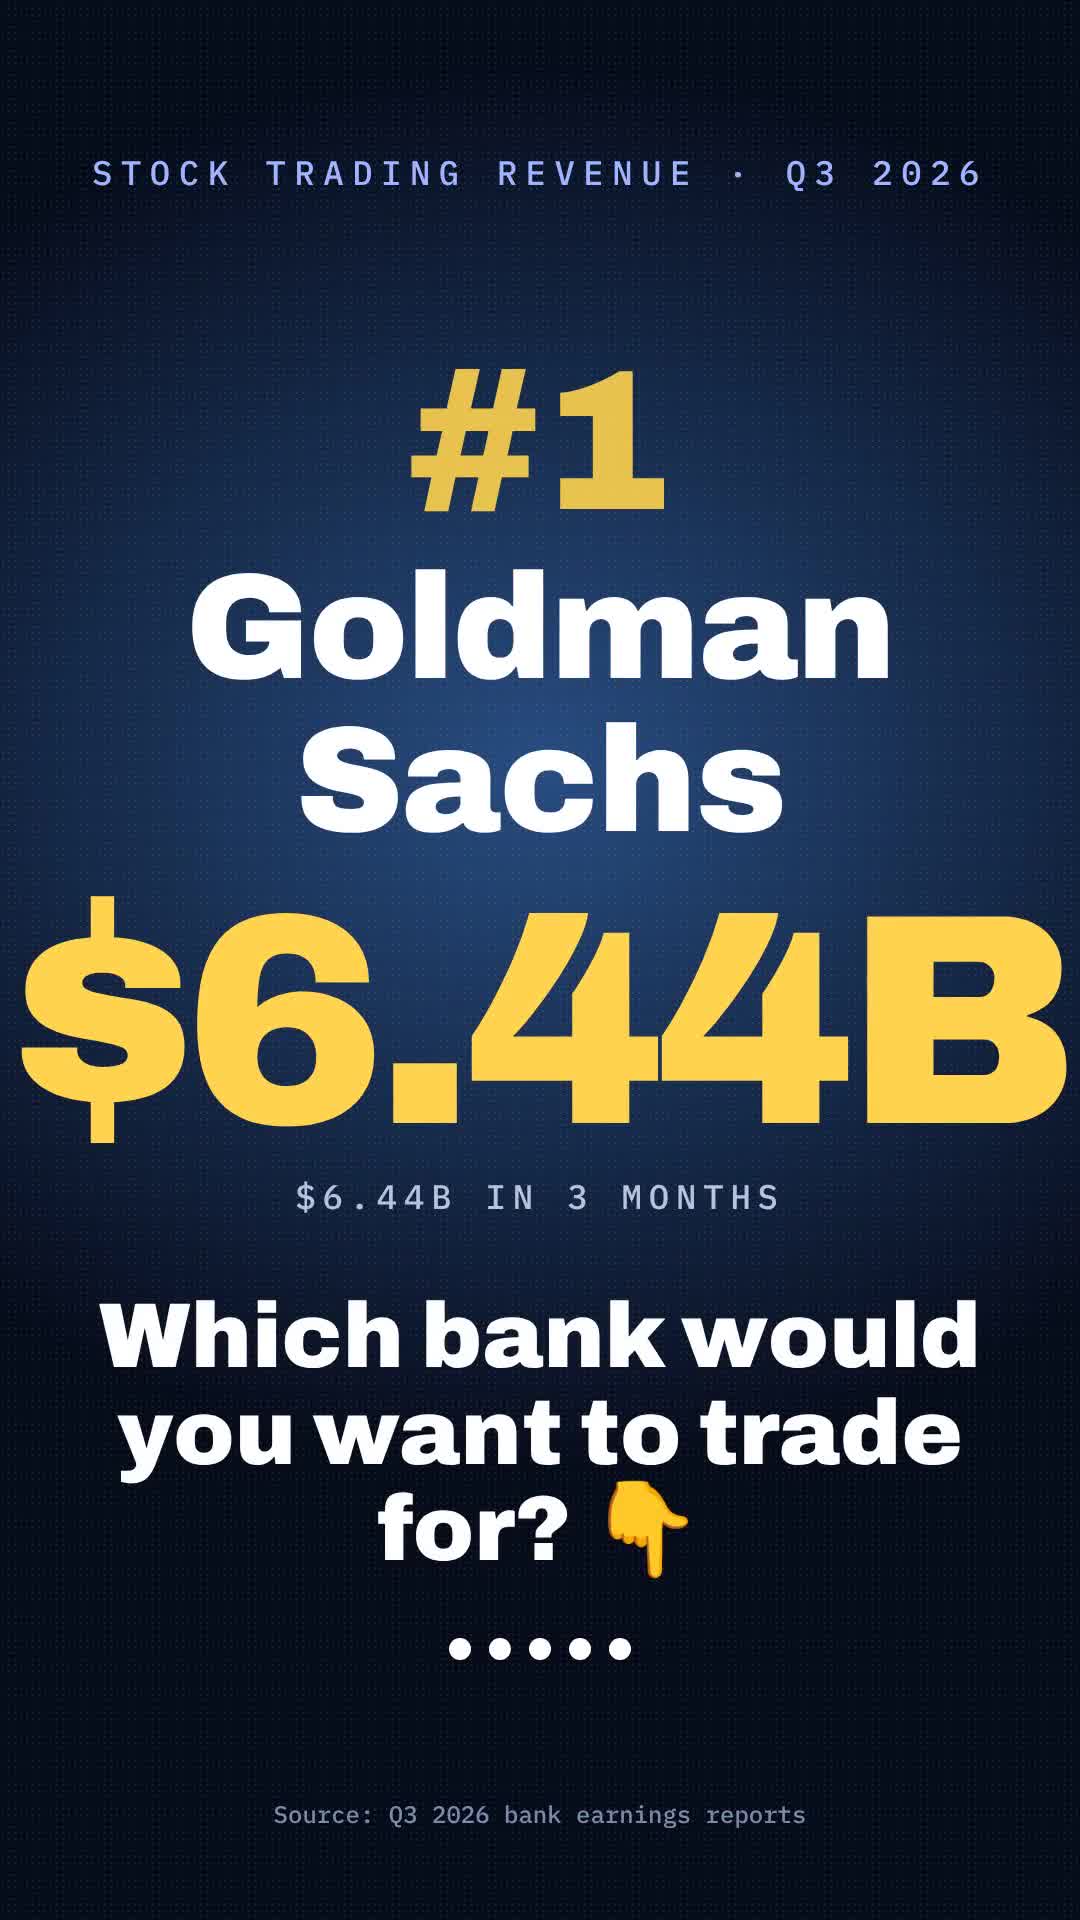 STOCK TRADING REVENUE · Q3 2026
#1
Goldman
Sachs
$6.44B
$6.44B IN 3 MONTHS
Which bank would
you want to trade
for? 👇
Source: Q3 2026 bank earnings reports